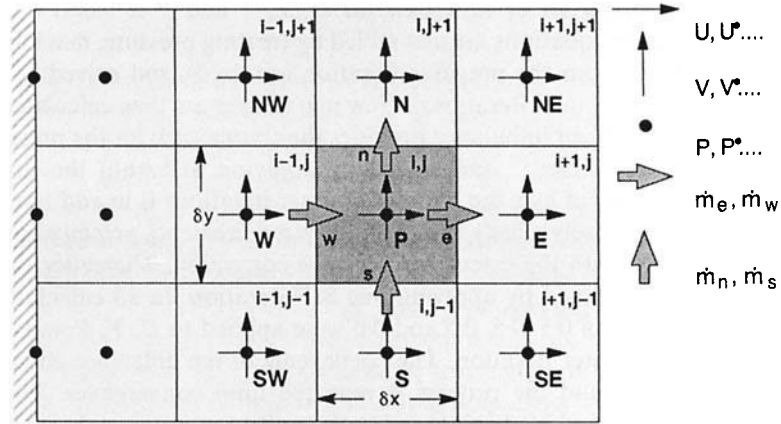 i-1, j+1 i, j+1 i+1, j+1
NW N NE
i-1, j n i, j i+1, j
δy
W w P e E
s
i-1, j-1 i, j-1 i+1, j-1
SW S SE
δx
U, U•....
V, V•....
P, P•....
ṁe, ṁw
ṁn, ṁs